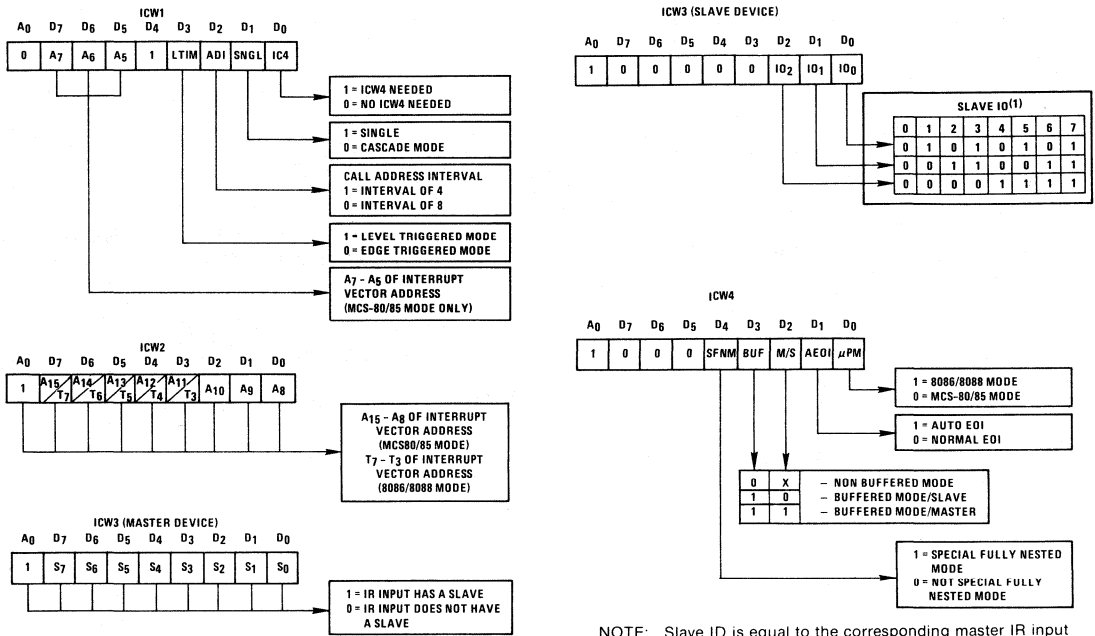 ICW1
A0 D7 D6 D5 D4 D3 D2 D1 D0
0 A7 A6 A5 1 LTIM ADI SNGL IC4
1 = ICW4 NEEDED
0 = NO ICW4 NEEDED
1 = SINGLE
0 = CASCADE MODE
CALL ADDRESS INTERVAL
1 = INTERVAL OF 4
0 = INTERVAL OF 8
1 - LEVEL TRIGGERED MODE
0 = EDGE TRIGGERED MODE
A7 - A5 OF INTERRUPT
VECTOR ADDRESS
(MCS-80/85 MODE ONLY)
ICW2
A0 D7 D6 D5 D4 D3 D2 D1 D0
1 A15/T7 A14/T6 A13/T5 A12/T4 A11/T3 A10 A9 A8
A15 - A8 OF INTERRUPT
VECTOR ADDRESS
(MCS80/85 MODE)
T7 - T3 OF INTERRUPT
VECTOR ADDRESS
(8086/8088 MODE)
ICW3 (MASTER DEVICE)
A0 D7 D6 D5 D4 D3 D2 D1 D0
1 S7 S6 S5 S4 S3 S2 S1 S0
1 = IR INPUT HAS A SLAVE
0 = IR INPUT DOES NOT HAVE
A SLAVE
ICW3 (SLAVE DEVICE)
A0 D7 D6 D5 D4 D3 D2 D1 D0
1 0 0 0 0 0 IO2 IO1 IO0
SLAVE IO(1)
0 1 2 3 4 5 6 7
0 1 0 1 0 1 0 1
0 0 1 1 0 0 1 1
0 0 0 0 1 1 1 1
ICW4
A0 D7 D6 D5 D4 D3 D2 D1 D0
1 0 0 0 SFNM BUF M/S AEOI µPM
1 = 8086/8088 MODE
0 = MCS-80/85 MODE
1 = AUTO EOI
0 = NORMAL EOI
0 X - NON BUFFERED MODE
1 0 - BUFFERED MODE/SLAVE
1 1 - BUFFERED MODE/MASTER
1 = SPECIAL FULLY NESTED
MODE
0 = NOT SPECIAL FULLY
NESTED MODE
NOTE: Slave ID is equal to the corresponding master IR input